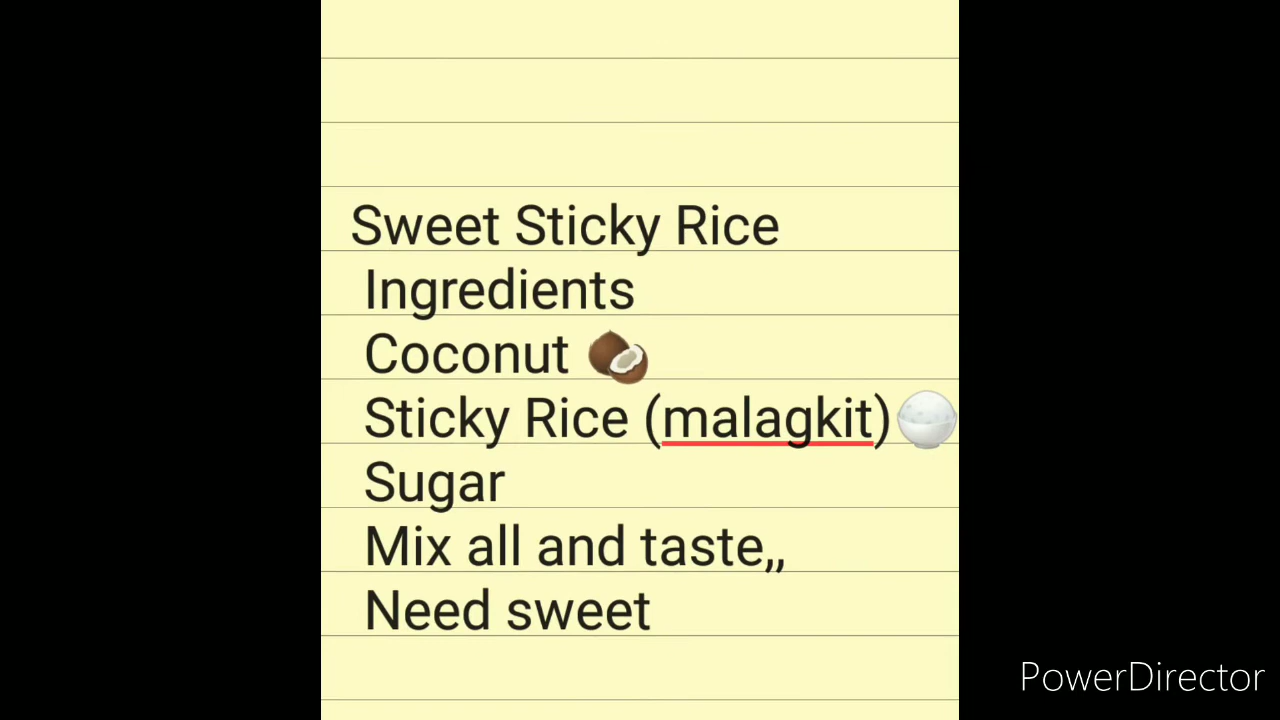 Sweet Sticky Rice
Ingredients
Coconut 🥥
Sticky Rice (malagkit)🍚
Sugar
Mix all and taste,,
Need sweet
PowerDirector